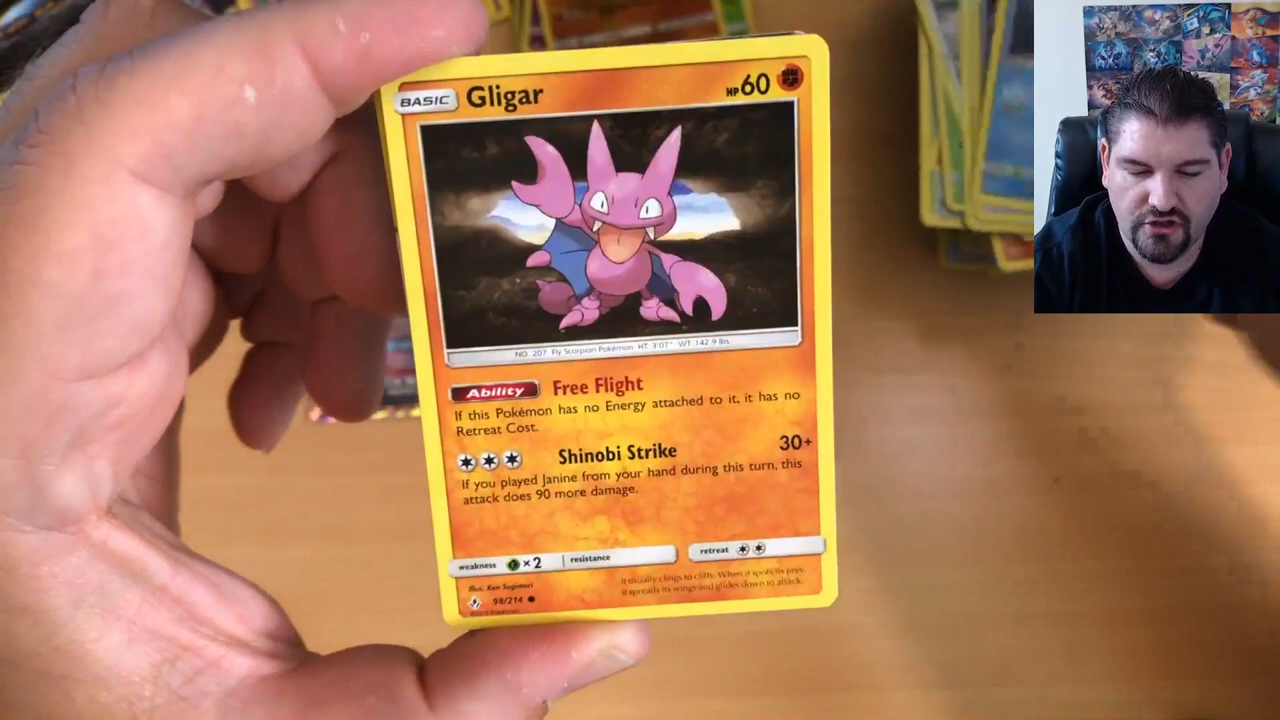 BASIC Gligar HP 60
NO. 207 Fly Scorpion Pokémon HT 3'07" WT 142.9 lbs
Ability Free Flight
If this Pokémon has no Energy attached to it, it has no
Retreat Cost.
Shinobi Strike 30+
If you played Janine from your hand during this turn, this
attack does 90 more damage.
weakness ×2 resistance retreat
Illus. Ken Sugimori
It usually clings to cliffs. When it spots its prey,
it spreads its wings and glides down to attack.
98/214